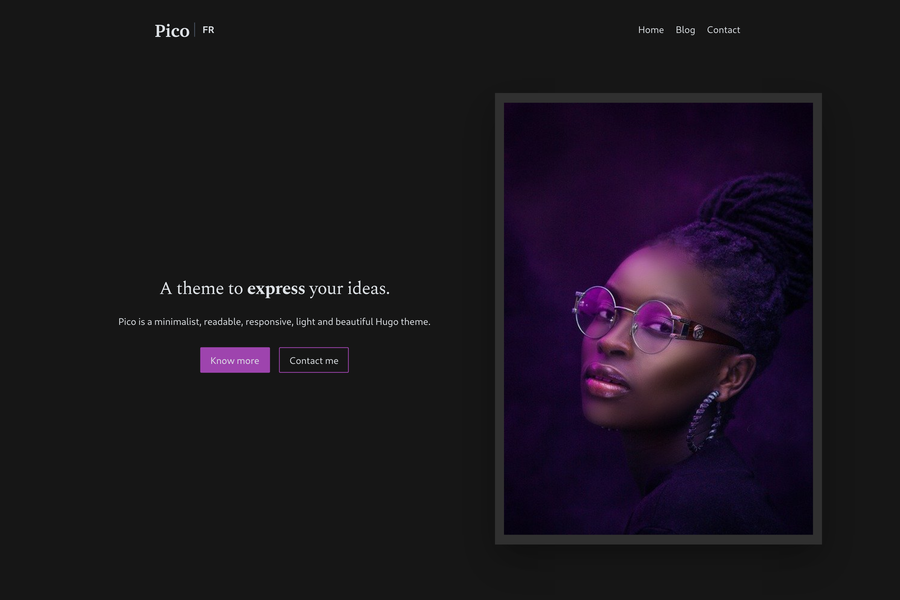 Pico FR
Home Blog Contact
A theme to express your ideas.
Pico is a minimalist, readable, responsive, light and beautiful Hugo theme.
Know more
Contact me